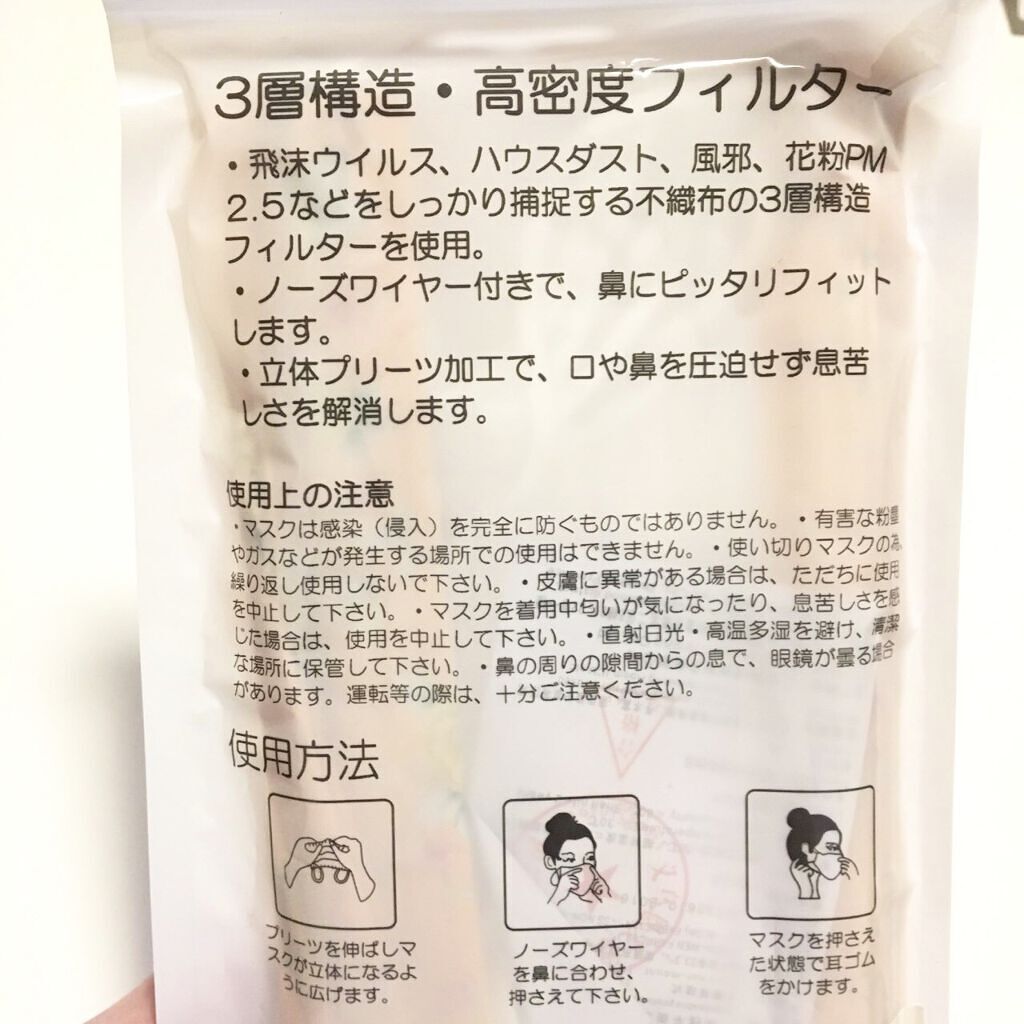 3層構造・高密度フィルター
・飛沫ウイルス、ハウスダスト、風邪、花粉PM
2.5などをしっかり捕捉する不織布の3層構造
フィルターを使用。
・ノーズワイヤー付きで、鼻にピッタリフィット
します。
・立体プリーツ加工で、口や鼻を圧迫せず息苦
しさを解消します。
使用上の注意
・マスクは感染（侵入）を完全に防ぐものではありません。・有害な粉塵
やガスなどが発生する場所での使用はできません。・使い切りマスクの為、
繰り返し使用しないで下さい。・皮膚に異常がある場合は、ただちに使用
を中止して下さい。・マスクを着用中匂いが気になったり、息苦しさを感
じた場合は、使用を中止して下さい。・直射日光・高温多湿を避け、清潔
な場所に保管して下さい。・鼻の周りの隙間からの息で、眼鏡が曇る場合
があります。運転等の際は、十分ご注意ください。
使用方法
プリーツを伸ばしマ
スクが立体になるよ
うに広げます。
ノーズワイヤー
を鼻に合わせ、
押さえて下さい。
マスクを押さえ
た状態で耳ゴム
をかけます。